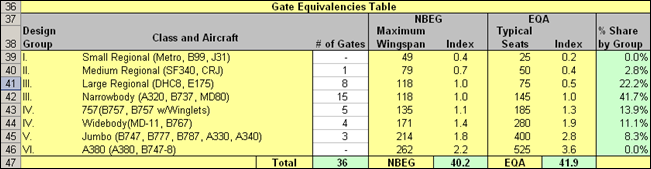 36 Gate Equivalencies Table
37 NBEG EQA
Design Group Class and Aircraft # of Gates Maximum Wingspan Index Typical Seats Index % Share by Group
38
39 I. Small Regional (Metro, B99, J31) - 49 0.4 25 0.2 0.0%
40 II. Medium Regional (SF340, CRJ) 1 79 0.7 50 0.4 2.8%
41 III. Large Regional (DHC8, E175) 8 118 1.0 75 0.5 22.2%
42 III. Narrowbody (A320, B737, MD80) 15 118 1.0 145 1.0 41.7%
43 IV. 757(B757, B757 w/Winglets) 5 135 1.1 185 1.3 13.9%
44 IV. Widebody(MD-11, B767) 4 171 1.4 280 1.9 11.1%
45 V. Jumbo (B747, B777, B787, A330, A340) 3 214 1.8 400 2.8 8.3%
46 VI. A380 (A380, B747-8) - 262 2.2 525 3.6 0.0%
47 Total 36 NBEG 40.2 EQA 41.9